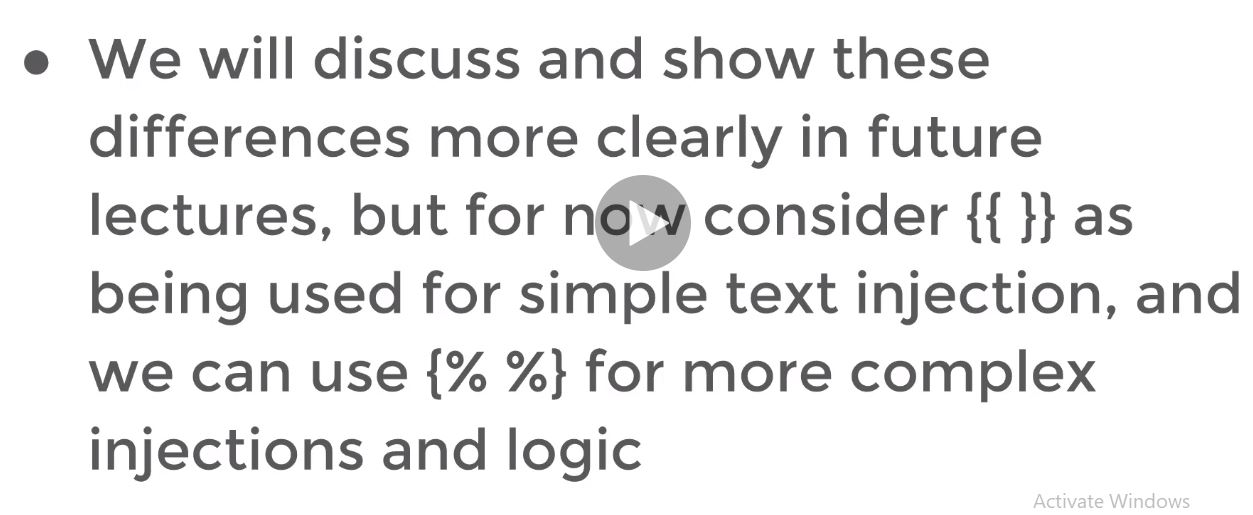 ● We will discuss and show these
differences more clearly in future
lectures, but for now consider {{ }} as
being used for simple text injection, and
we can use {% %} for more complex
injections and logic
Activate Windows